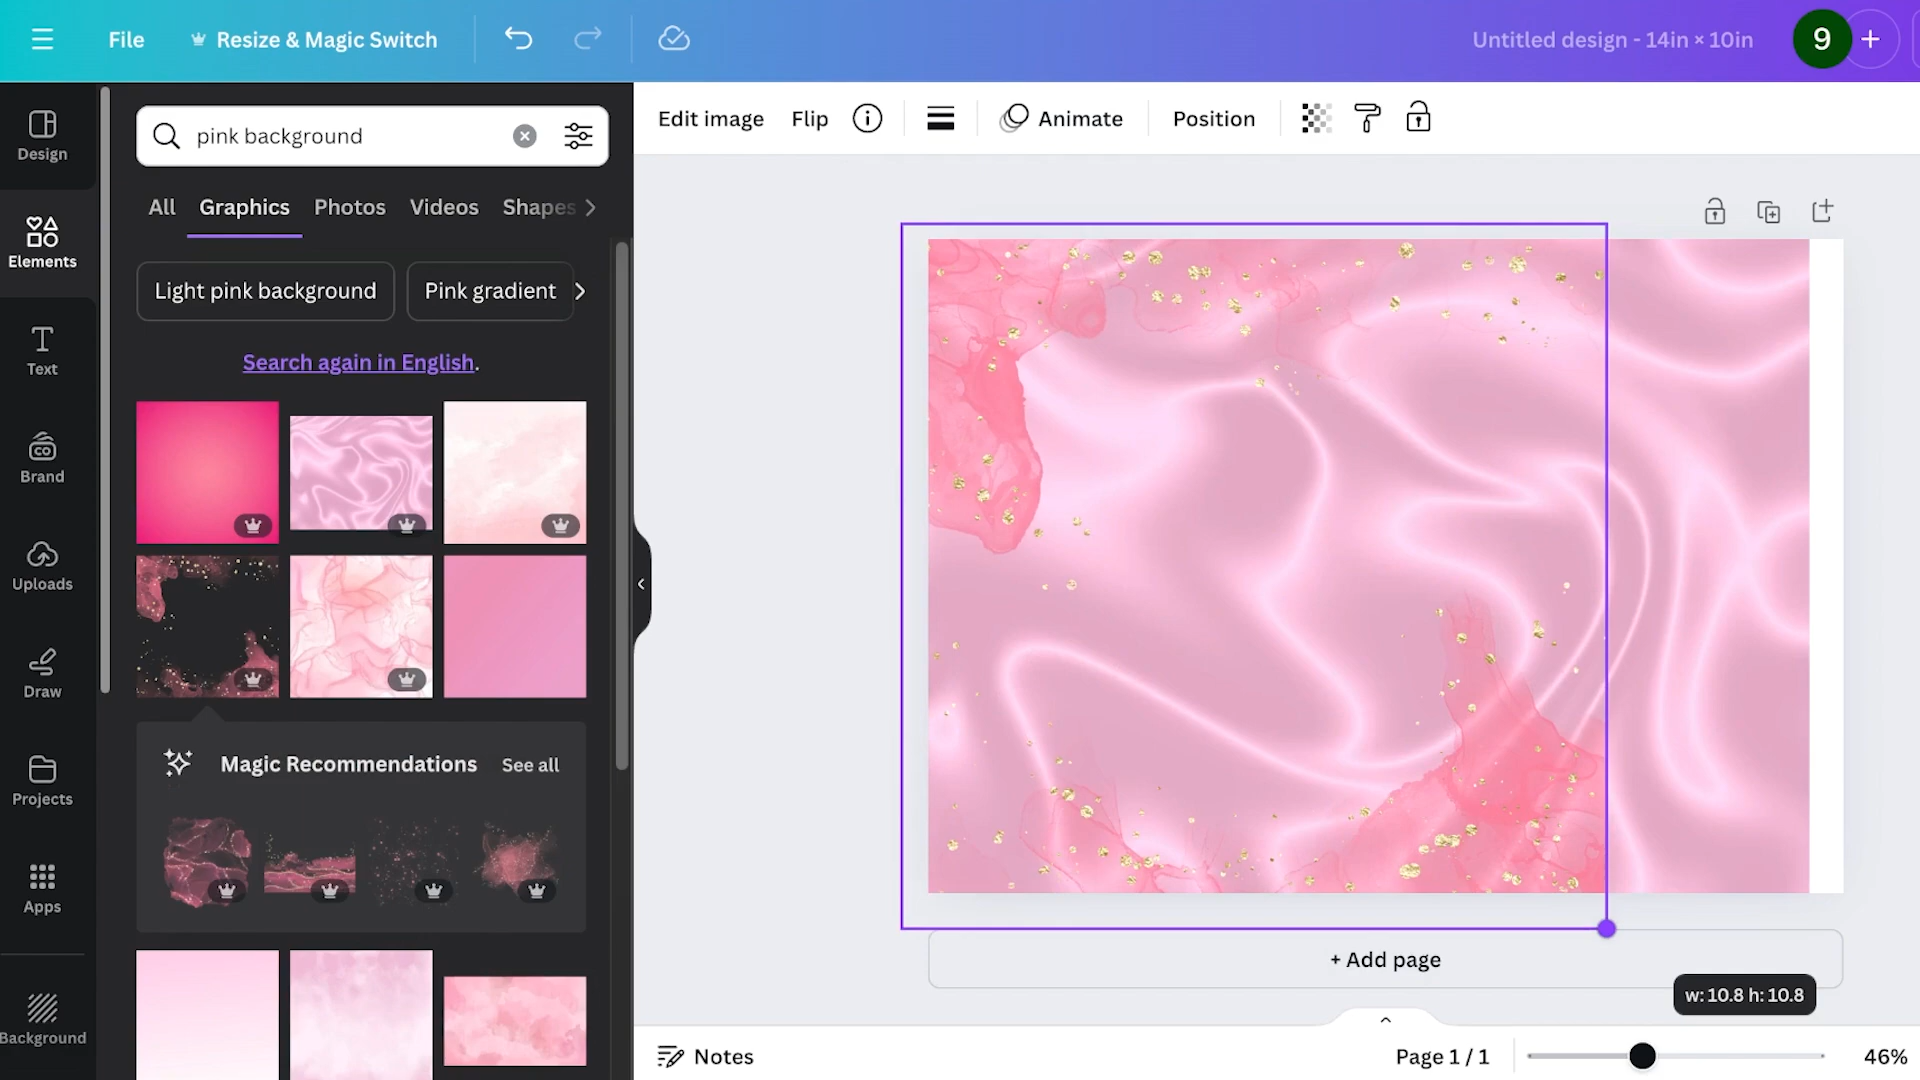 File
Resize & Magic Switch
Untitled design - 14in × 10in
9
+
Design
Elements
Text
Brand
CO
Uploads
Draw
Projects
Apps
Background
pink background
All
Graphics
Photos
Videos
Shapes
Light pink background
Pink gradient
Search again in English.
Magic Recommendations
See all
Edit image
Flip
Animate
Position
+ Add page
w: 10.8 h: 10.8
Notes
Page 1 / 1
46%